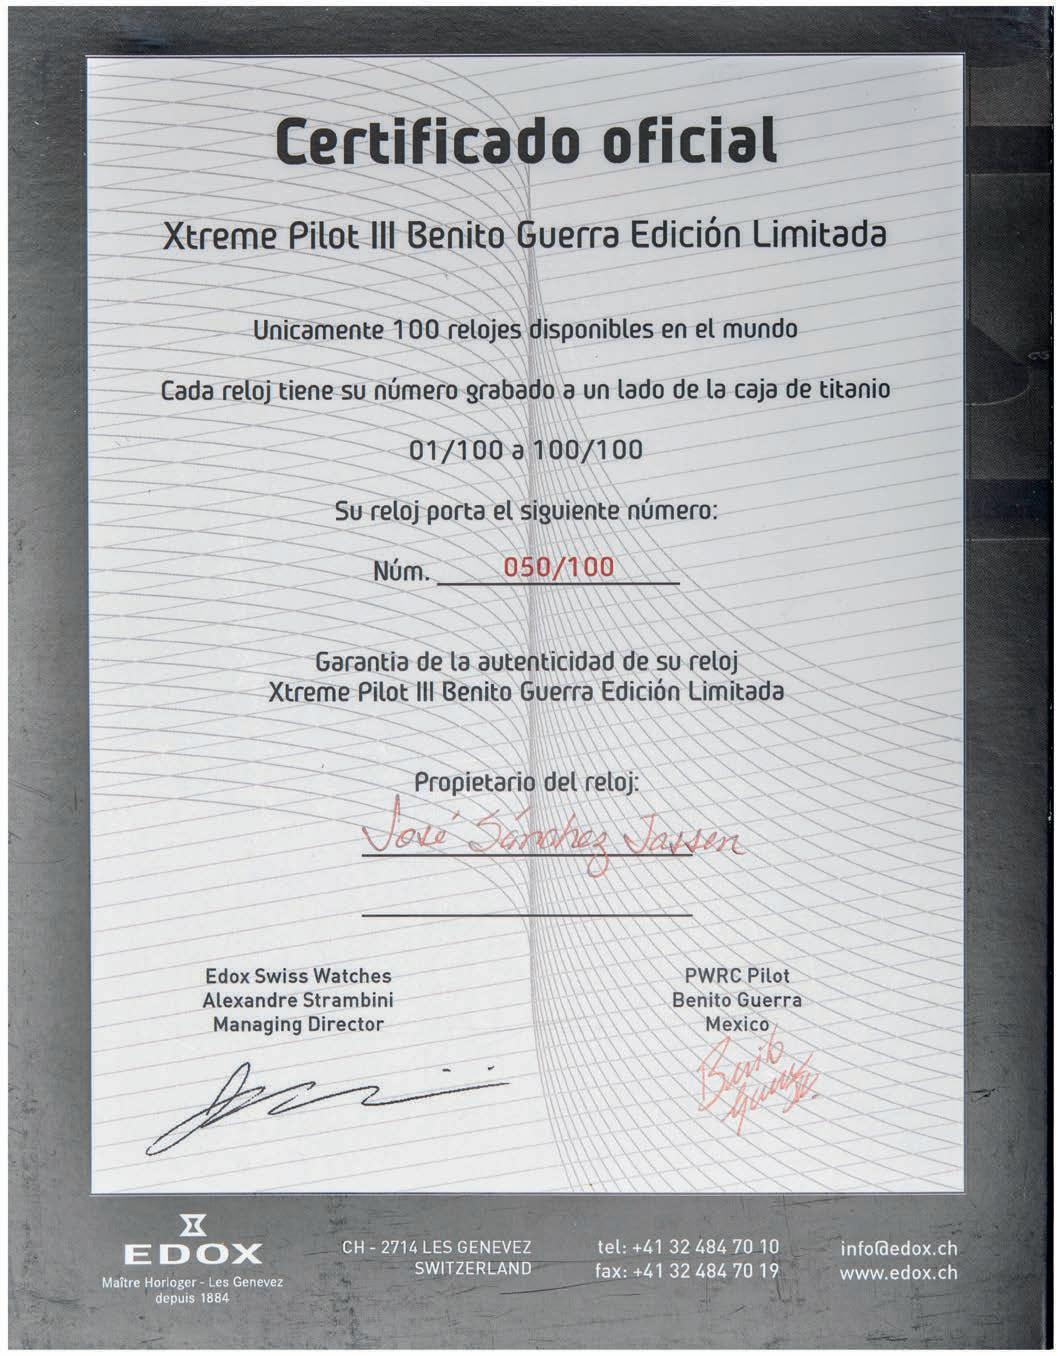 Certificado oficial
Xtreme Pilot III Benito Guerra Edición Limitada
Unicamente 100 relojes disponibles en el mundo
Cada reloj tiene su número grabado a un lado de la caja de titanio
01/100 a 100/100
Su reloj porta el siguiente número:
Núm. 050/100
Garantia de la autenticidad de su reloj
Xtreme Pilot III Benito Guerra Edición Limitada
Propietario del reloj:
José Sánchez Jassen
Edox Swiss Watches
Alexandre Strambini
Managing Director
PWRC Pilot
Benito Guerra
Mexico
Benito
Guerra
EDOX
Maître Horloger - Les Genevez
depuis 1884
CH - 2714 LES GENEVEZ
SWITZERLAND
tel: +41 32 484 70 10
fax: +41 32 484 70 19
info@edox.ch
www.edox.ch